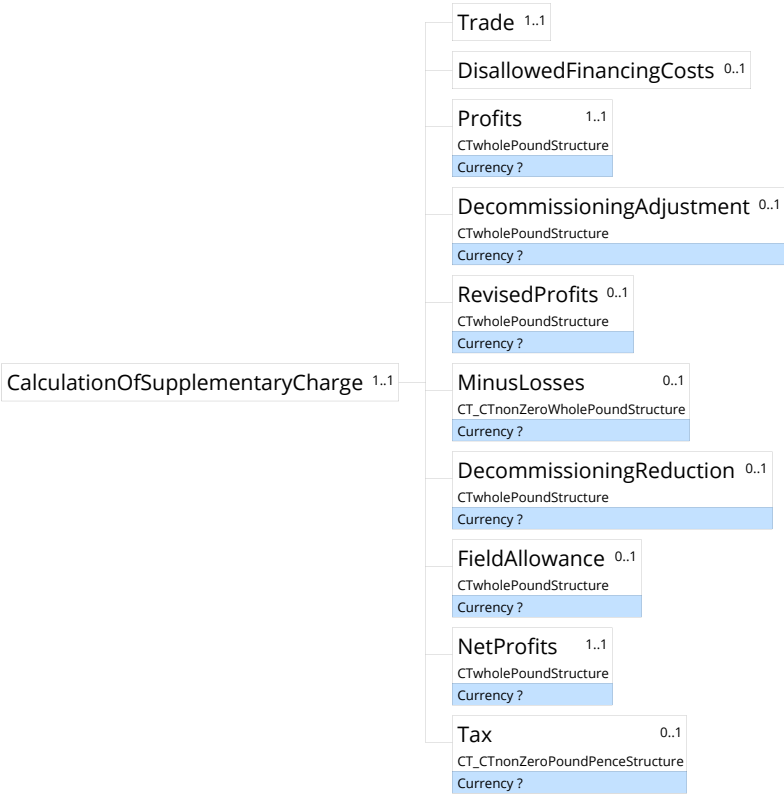 Trade 1..1
DisallowedFinancingCosts 0..1
Profits 1..1
CTwholePoundStructure
Currency ?
DecommissioningAdjustment 0..1
CTwholePoundStructure
Currency ?
RevisedProfits 0..1
CTwholePoundStructure
Currency ?
CalculationOfSupplementaryCharge 1..1
MinusLosses 0..1
CT_CTnonZeroWholePoundStructure
Currency ?
DecommissioningReduction 0..1
CTwholePoundStructure
Currency ?
FieldAllowance 0..1
CTwholePoundStructure
Currency ?
NetProfits 1..1
CTwholePoundStructure
Currency ?
Tax 0..1
CT_CTnonZeroPoundPenceStructure
Currency ?